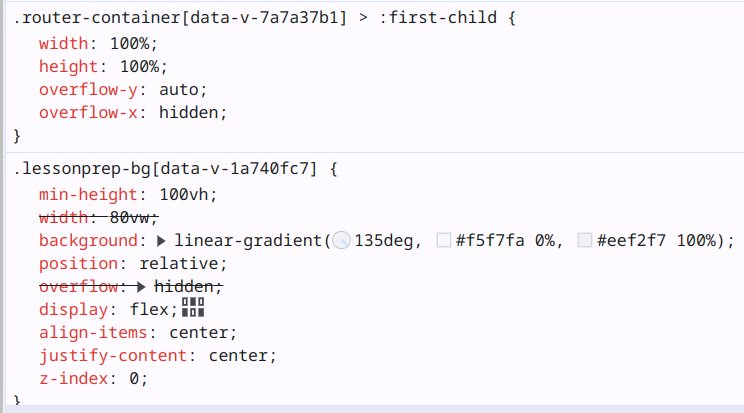 .router-container[data-v-7a7a37b1] > :first-child {
width: 100%;
height: 100%;
overflow-y: auto;
overflow-x: hidden;
}
.lessonprep-bg[data-v-1a740fc7] {
min-height: 100vh;
width: 80vw;
background: linear-gradient(135deg, #f5f7fa 0%, #eef2f7 100%);
position: relative;
overflow: hidden;
display: flex;
align-items: center;
justify-content: center;
z-index: 0;
}